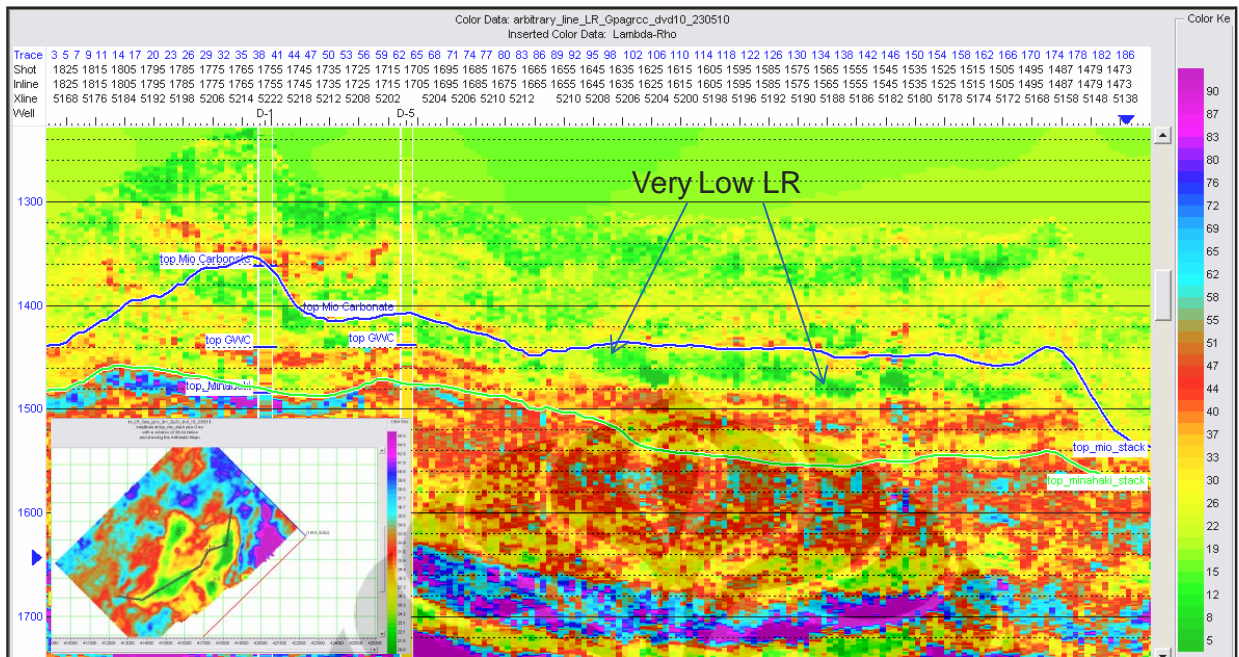 Color Data: arbitrary_line_LR_Gpagrcc_dvd10_230510
Inserted Color Data: Lambda-Rho
Color Ke
Trace 3 5 7 9 11 14 17 20 23 26 29 32 35 38 41 44 47 50 53 56 59 62 65 68 71 74 77 80 83 86 89 92 95 98 102 106 110 114 118 122 126 130 134 138 142 146 150 154 158 162 166 170 174 178 182 186
Shot 1825 1815 1805 1795 1785 1775 1765 1755 1745 1735 1725 1715 1705 1695 1685 1675 1665 1655 1645 1635 1625 1615 1605 1595 1585 1575 1565 1555 1545 1535 1525 1515 1505 1495 1487 1479 1473
Inline 1825 1815 1805 1795 1785 1775 1765 1755 1745 1735 1725 1715 1705 1695 1685 1675 1665 1655 1645 1635 1625 1615 1605 1595 1585 1575 1565 1555 1545 1535 1525 1515 1505 1495 1487 1479 1473
Xline 5168 5176 5184 5192 5198 5206 5214 5222 5218 5212 5208 5202 5204 5206 5210 5212 5210 5208 5206 5204 5200 5198 5196 5192 5190 5188 5186 5182 5180 5178 5174 5172 5168 5158 5148 5138
Well D-1 D-5
Very Low LR
1300
top Mio Carbonate
1400
top Mio Carbonate
top GWC
top GWC
top_Minahaki
1500
top_mio_stack
top_minahaki_stack
1600
1700
90
87
83
80
76
72
69
65
62
58
55
51
47
44
40
37
33
30
26
22
19
15
12
8
5